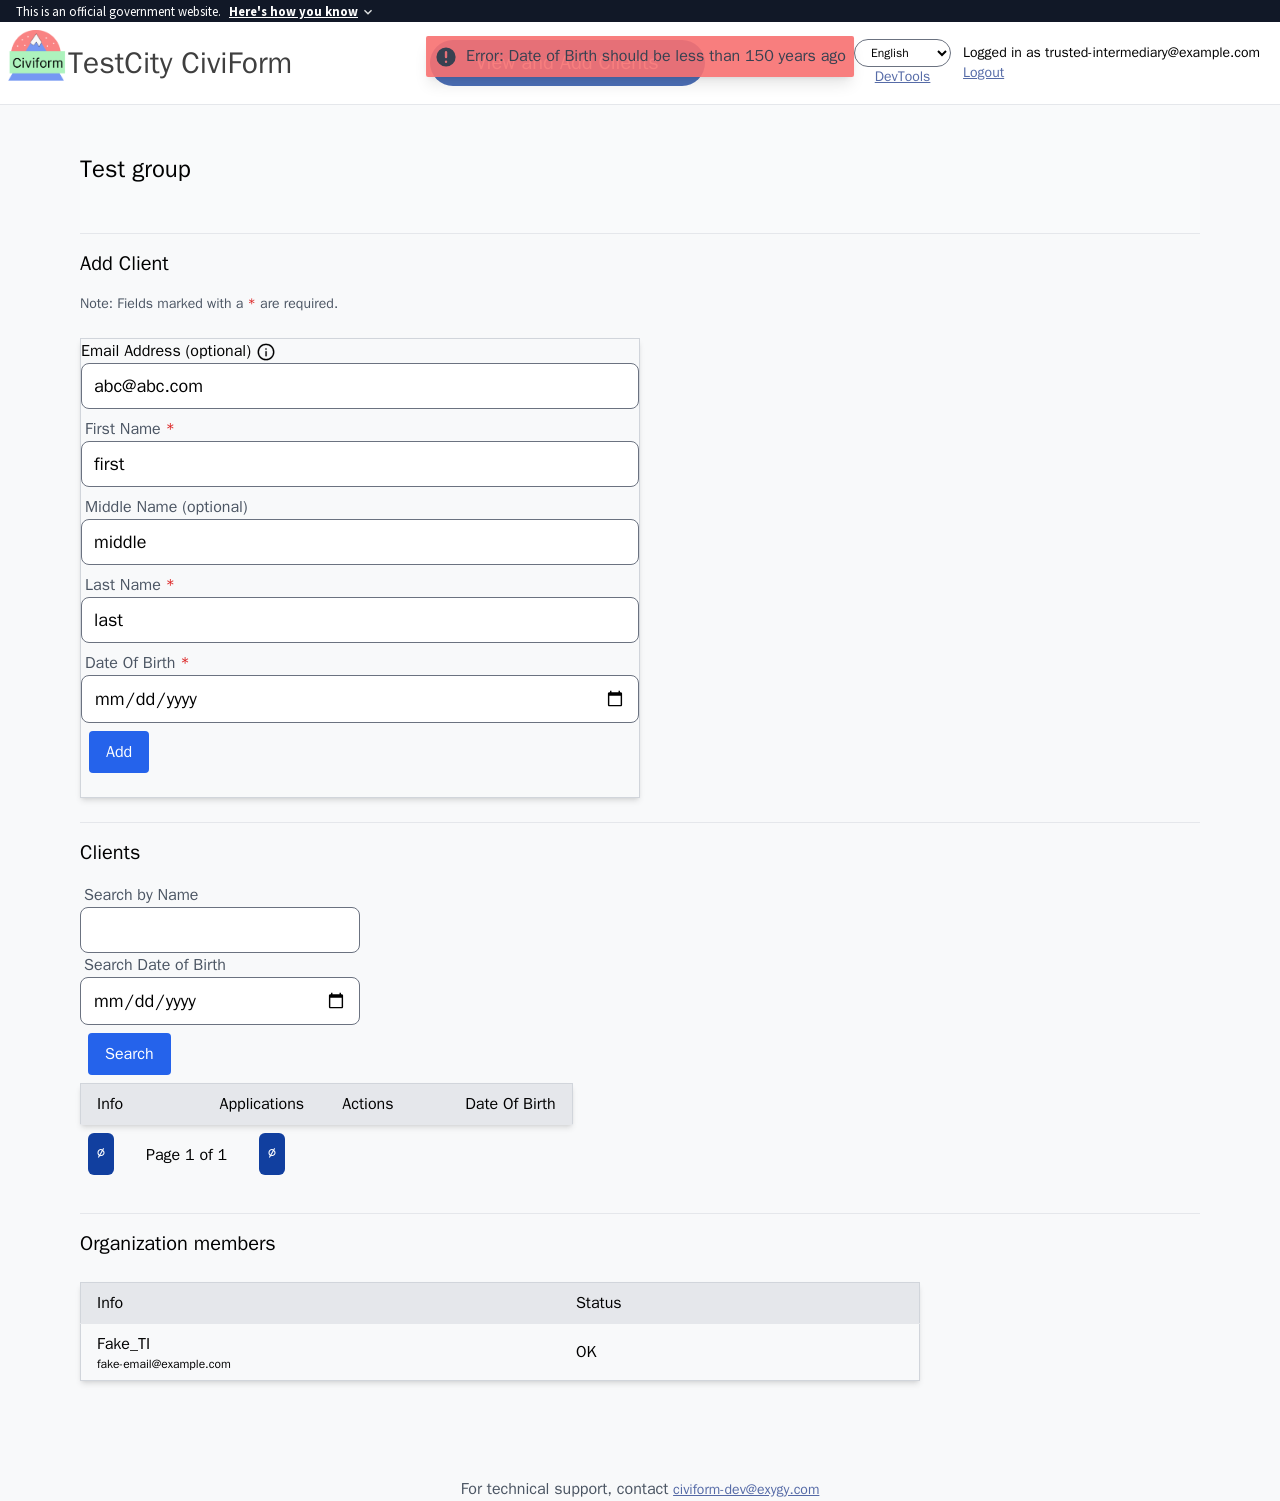 This is an official government website. Here's how you know
Civiform
TestCity CiviForm
View and Add Clients
Error: Date of Birth should be less than 150 years ago
English
DevTools
Logged in as trusted-intermediary@example.com
Logout
Test group
Add Client
Note: Fields marked with a * are required.
Email Address (optional)
abc@abc.com
First Name *
first
Middle Name (optional)
middle
Last Name *
last
Date Of Birth *
mm/dd/yyyy
Add
Clients
Search by Name
Search Date of Birth
mm/dd/yyyy
Search
Info Applications Actions Date Of Birth
∅ Page 1 of 1 ∅
Organization members
Info Status
Fake_TI
fake-email@example.com
OK
For technical support, contact civiform-dev@exygy.com